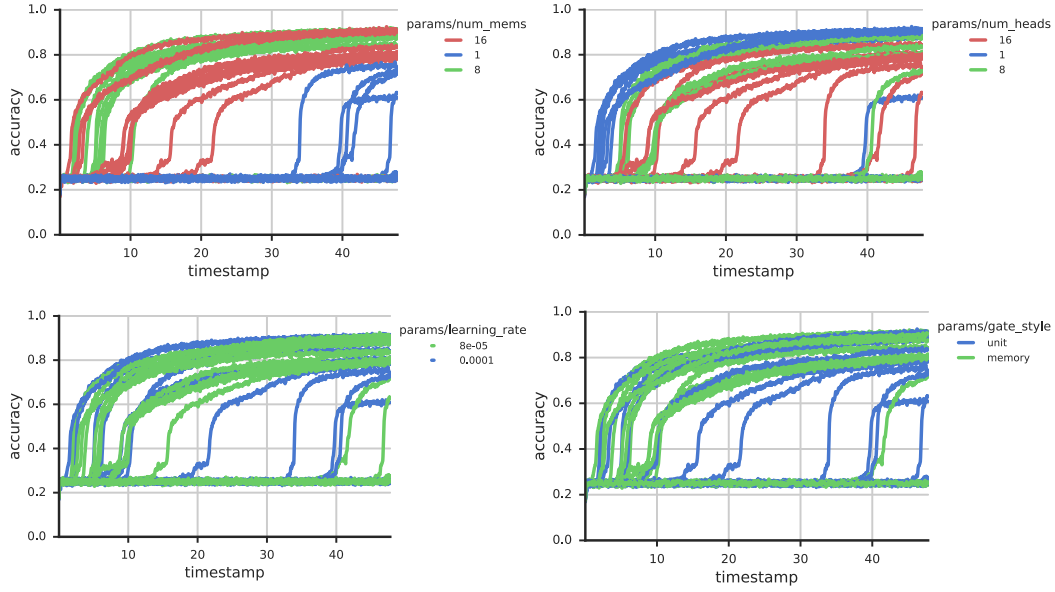 1.0
0.8
0.6
0.4
0.2
0.0
accuracy
10 20 30 40
timestamp
params/num_mems
16
1
8
1.0
0.8
0.6
0.4
0.2
0.0
accuracy
10 20 30 40
timestamp
params/num_heads
16
1
8
1.0
0.8
0.6
0.4
0.2
0.0
accuracy
10 20 30 40
timestamp
params/learning_rate
8e-05
0.0001
1.0
0.8
0.6
0.4
0.2
0.0
accuracy
10 20 30 40
timestamp
params/gate_style
unit
memory